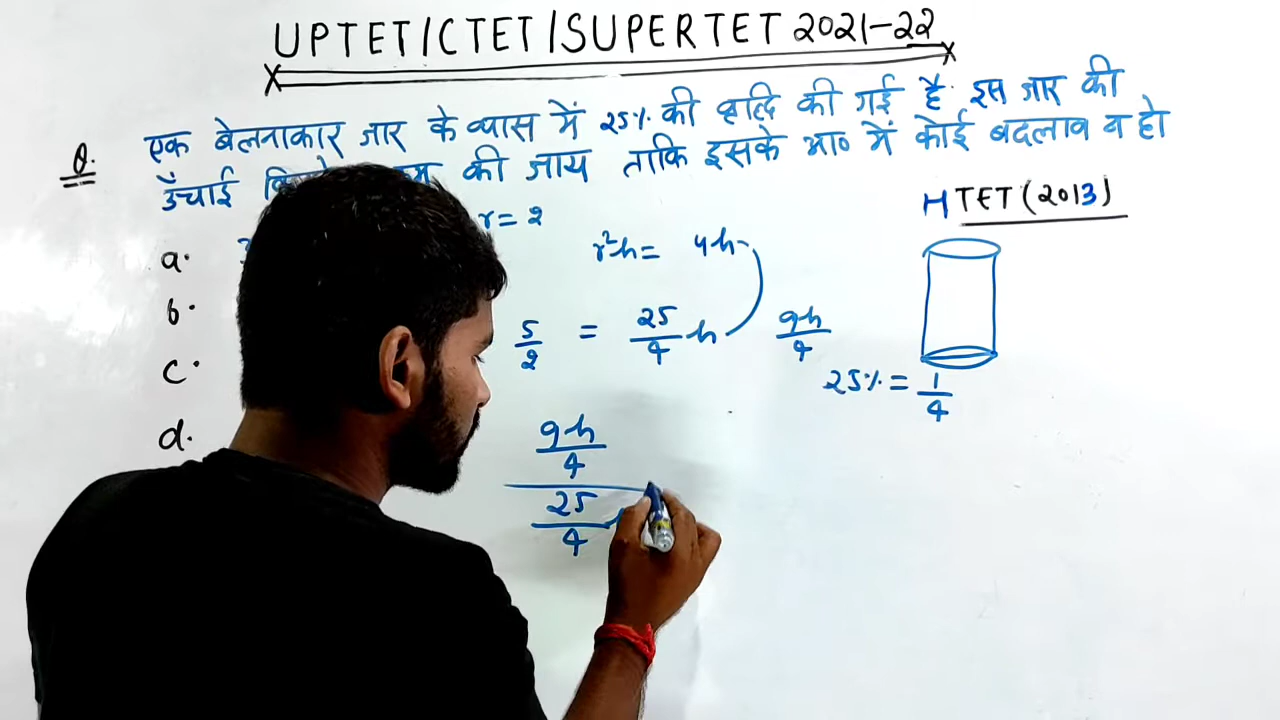 UPTET/CTET/SUPERTET 2021-22
Q. एक बेलनाकार जार के व्यास में 25% की वृद्धि की गई है इस जार की
उँचाई की जाय ताकि इसके आ० में कोई बदलाव न हो
HTET (2013)
a.
b.
c.
d.
r = 2
r²h = 4h
5/2 = 25/4 h
9h/4
25% = 1/4
9h/4
25/4